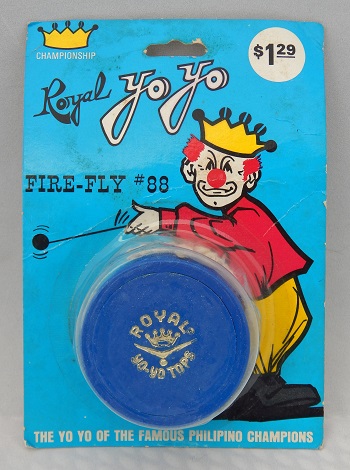 CHAMPIONSHIP
$1.29
Royal yo yo
FIRE-FLY #88
ROYAL
YO-YO TOPS
THE YO YO OF THE FAMOUS PHILIPINO CHAMPIONS